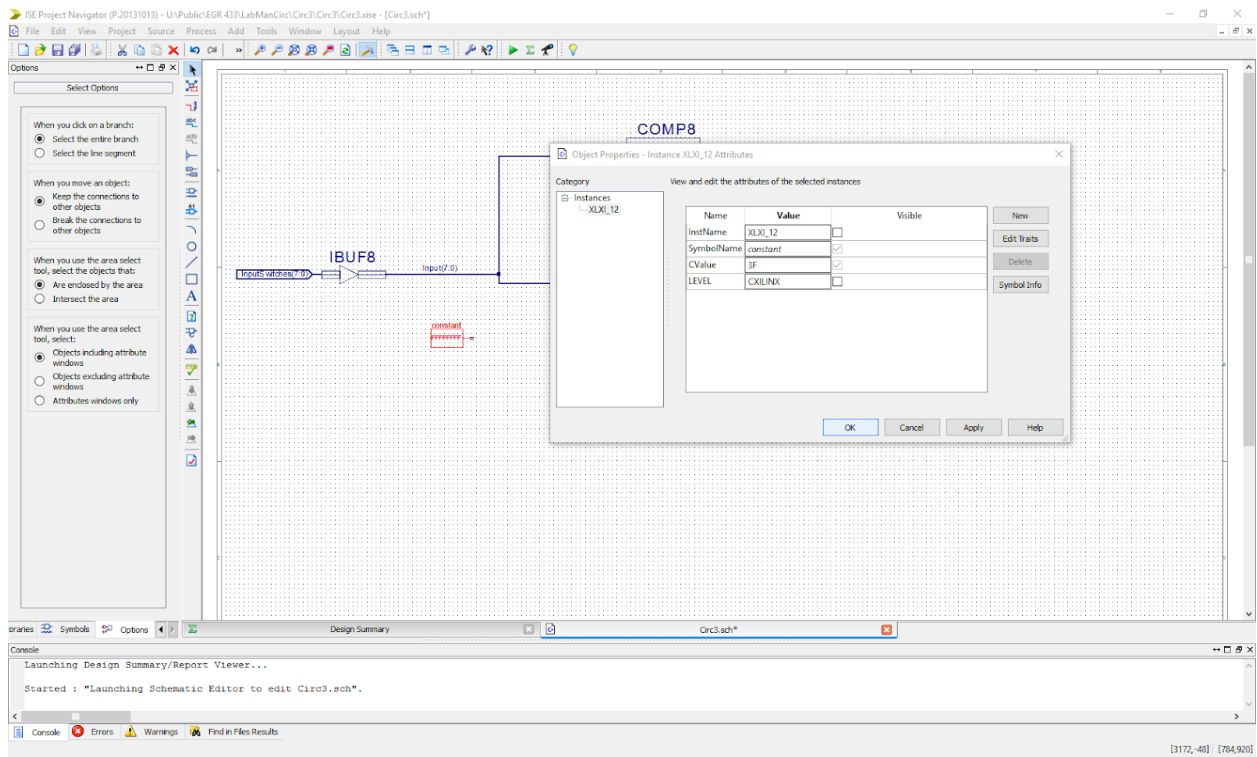 ISE Project Navigator (P.20131013) - U:\Public\EGR 433\LabManCirc\Circ3\Circ3\Circ3.xise - [Circ3.sch*]
File Edit View Project Source Process Add Tools Window Layout Help
Options
Select Options
When you click on a branch:
Select the entire branch
Select the line segment
When you move an object:
Keep the connections to
other objects
Break the connections to
other objects
When you use the area select
tool, select the objects that:
Are enclosed by the area
Intersect the area
When you use the area select
tool, select:
Objects including attribute
windows
Objects excluding attribute
windows
Attributes windows only
COMP8
IBUF8
InputSwitches(7:0)
Input(7:0)
constant
FFFFFFFF
Object Properties - Instance XLXI_12 Attributes
Category
View and edit the attributes of the selected instances
Instances
XLXI_12
Name Value Visible
InstName XLXI_12
SymbolName constant
CValue 3F
LEVEL CXILINX
New
Edit Traits
Delete
Symbol Info
OK Cancel Apply Help
braries Symbols Options Design Summary Circ3.sch*
Console
Launching Design Summary/Report Viewer...
Started : "Launching Schematic Editor to edit Circ3.sch".
Console Errors Warnings Find in Files Results
[3172,-48] [784,920]